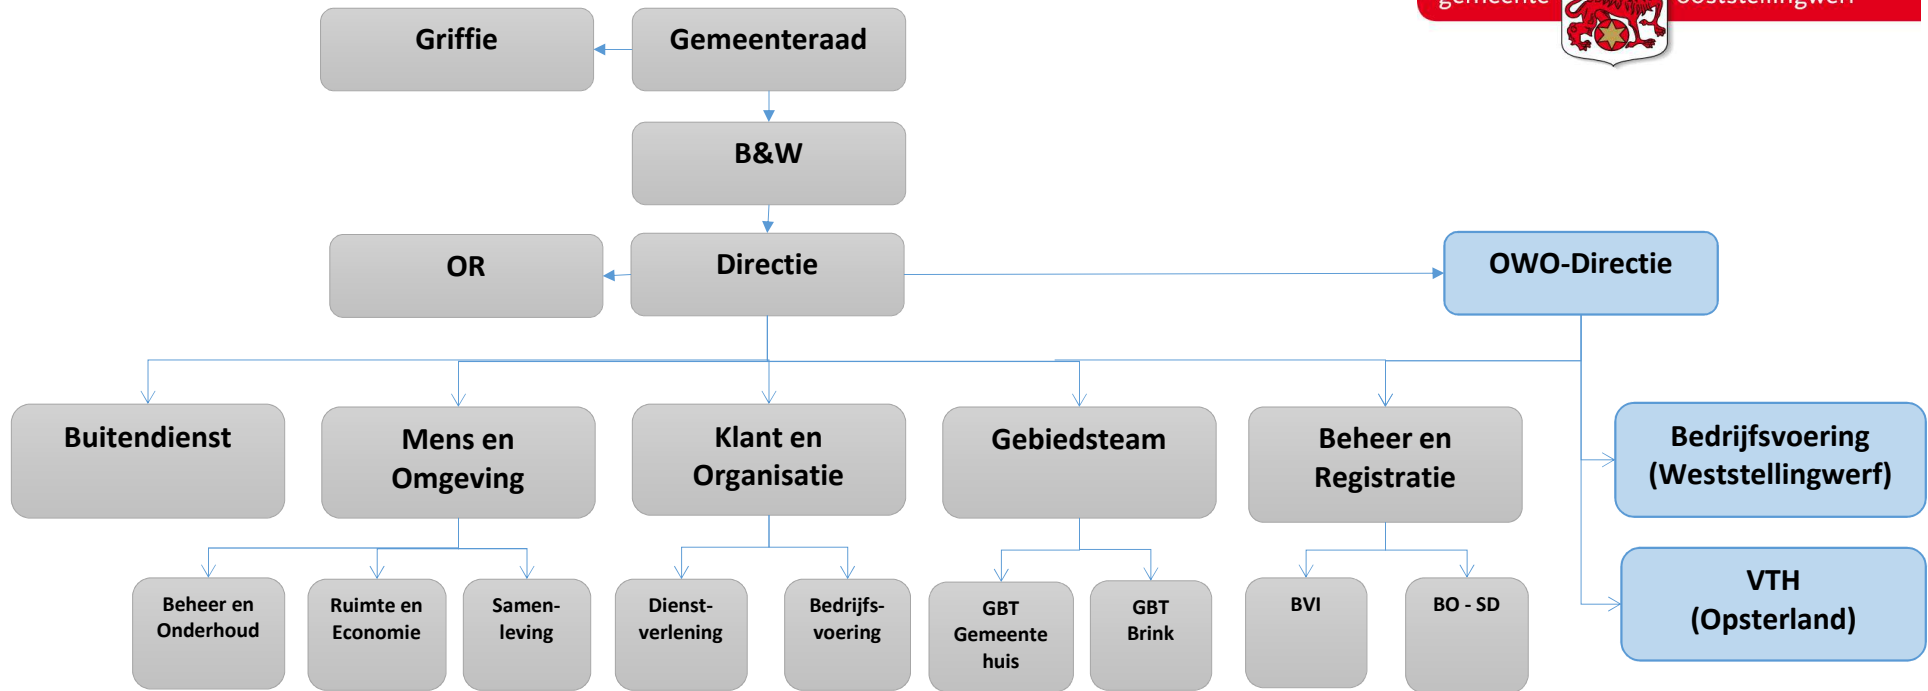 gemeente ooststellingwerf
Griffie
Gemeenteraad
B&W
OR
Directie
OWO-Directie
Buitendienst
Mens en
Omgeving
Klant en
Organisatie
Gebiedsteam
Beheer en
Registratie
Bedrijfsvoering
(Weststellingwerf)
Beheer en
Onderhoud
Ruimte en
Economie
Samen-
leving
Dienst-
verlening
Bedrijfs-
voering
GBT
Gemeente
huis
GBT
Brink
BVI
BO - SD
VTH
(Opsterland)